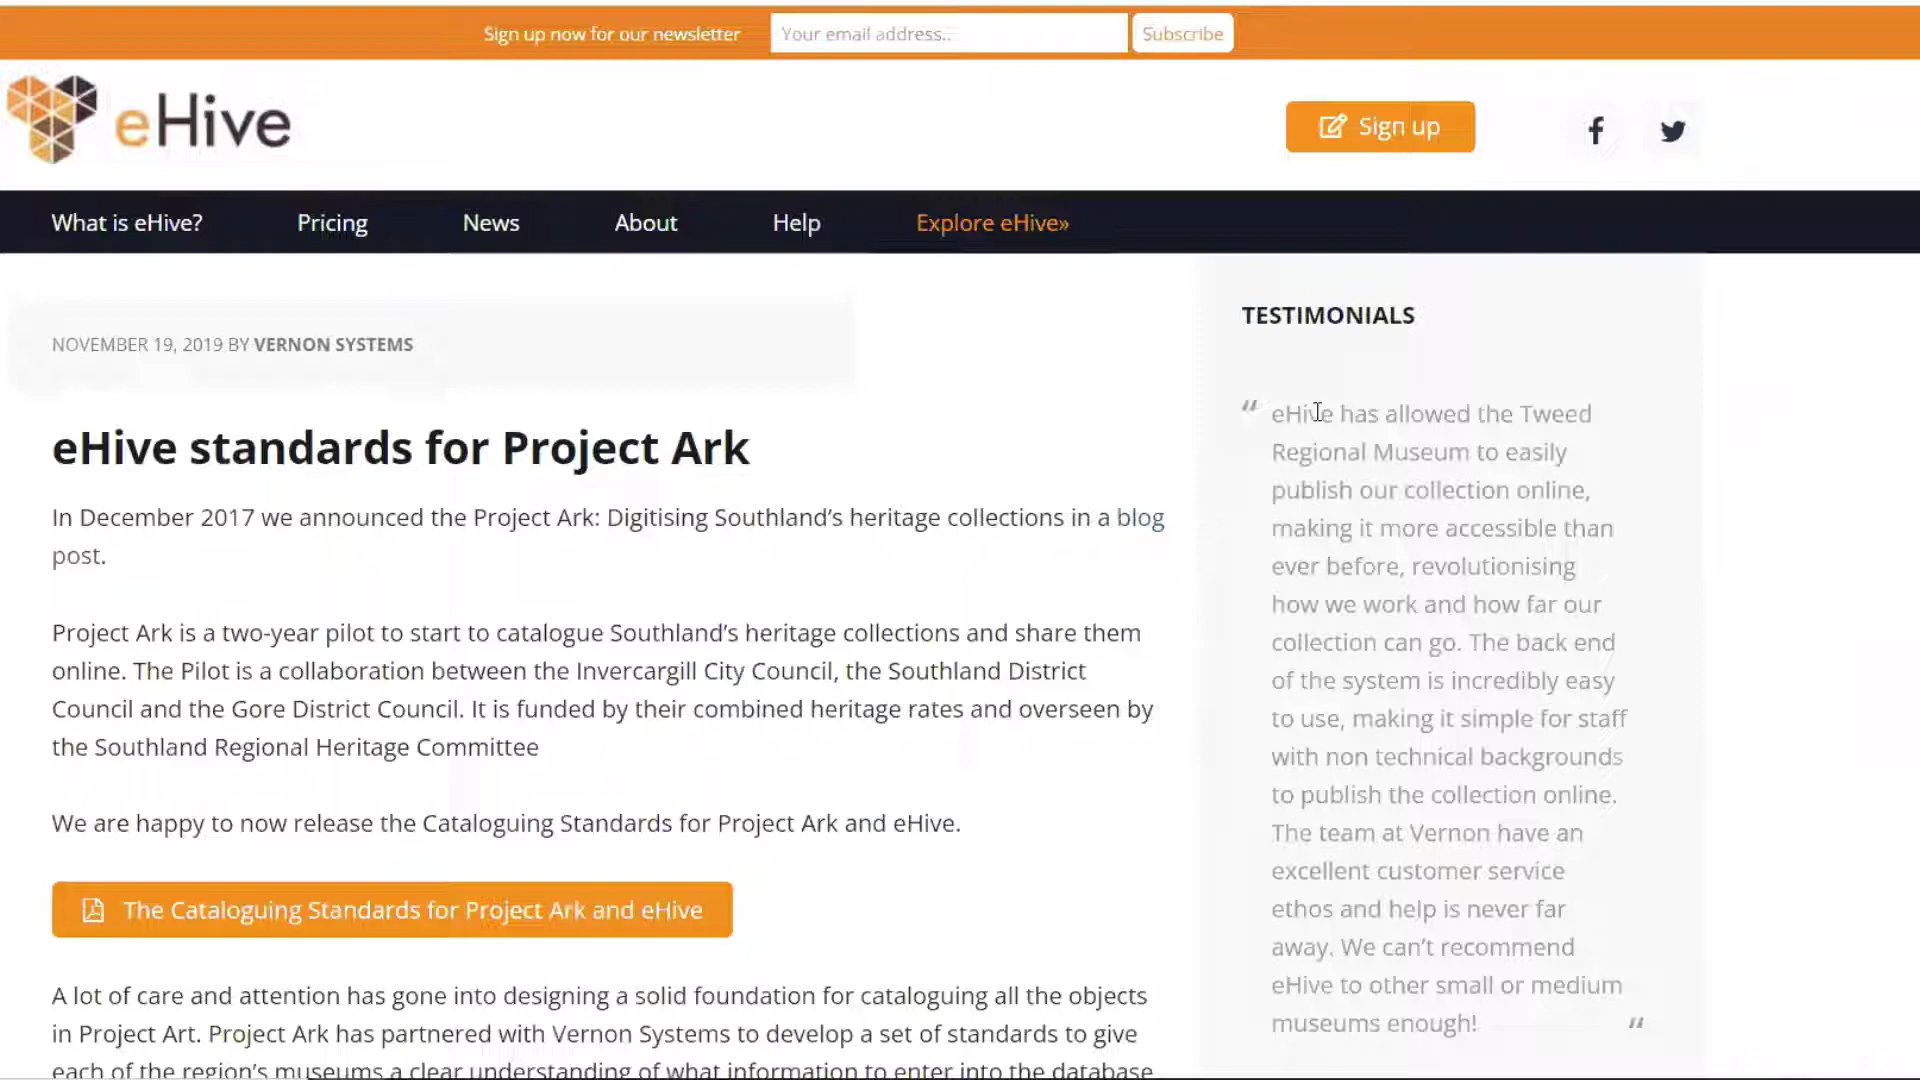 Sign up now for our newsletter
Your email address..
Subscribe
eHive
Sign up
What is eHive?
Pricing
News
About
Help
Explore eHive»
NOVEMBER 19, 2019 BY VERNON SYSTEMS
eHive standards for Project Ark
In December 2017 we announced the Project Ark: Digitising Southland’s heritage collections in a blog
post.
Project Ark is a two-year pilot to start to catalogue Southland’s heritage collections and share them
online. The Pilot is a collaboration between the Invercargill City Council, the Southland District
Council and the Gore District Council. It is funded by their combined heritage rates and overseen by
the Southland Regional Heritage Committee
We are happy to now release the Cataloguing Standards for Project Ark and eHive.
The Cataloguing Standards for Project Ark and eHive
A lot of care and attention has gone into designing a solid foundation for cataloguing all the objects
in Project Art. Project Ark has partnered with Vernon Systems to develop a set of standards to give
each of the region’s museums a clear understanding of what information to enter into the database
TESTIMONIALS
“ eHive has allowed the Tweed
Regional Museum to easily
publish our collection online,
making it more accessible than
ever before, revolutionising
how we work and how far our
collection can go. The back end
of the system is incredibly easy
to use, making it simple for staff
with non technical backgrounds
to publish the collection online.
The team at Vernon have an
excellent customer service
ethos and help is never far
away. We can’t recommend
eHive to other small or medium
museums enough! ”